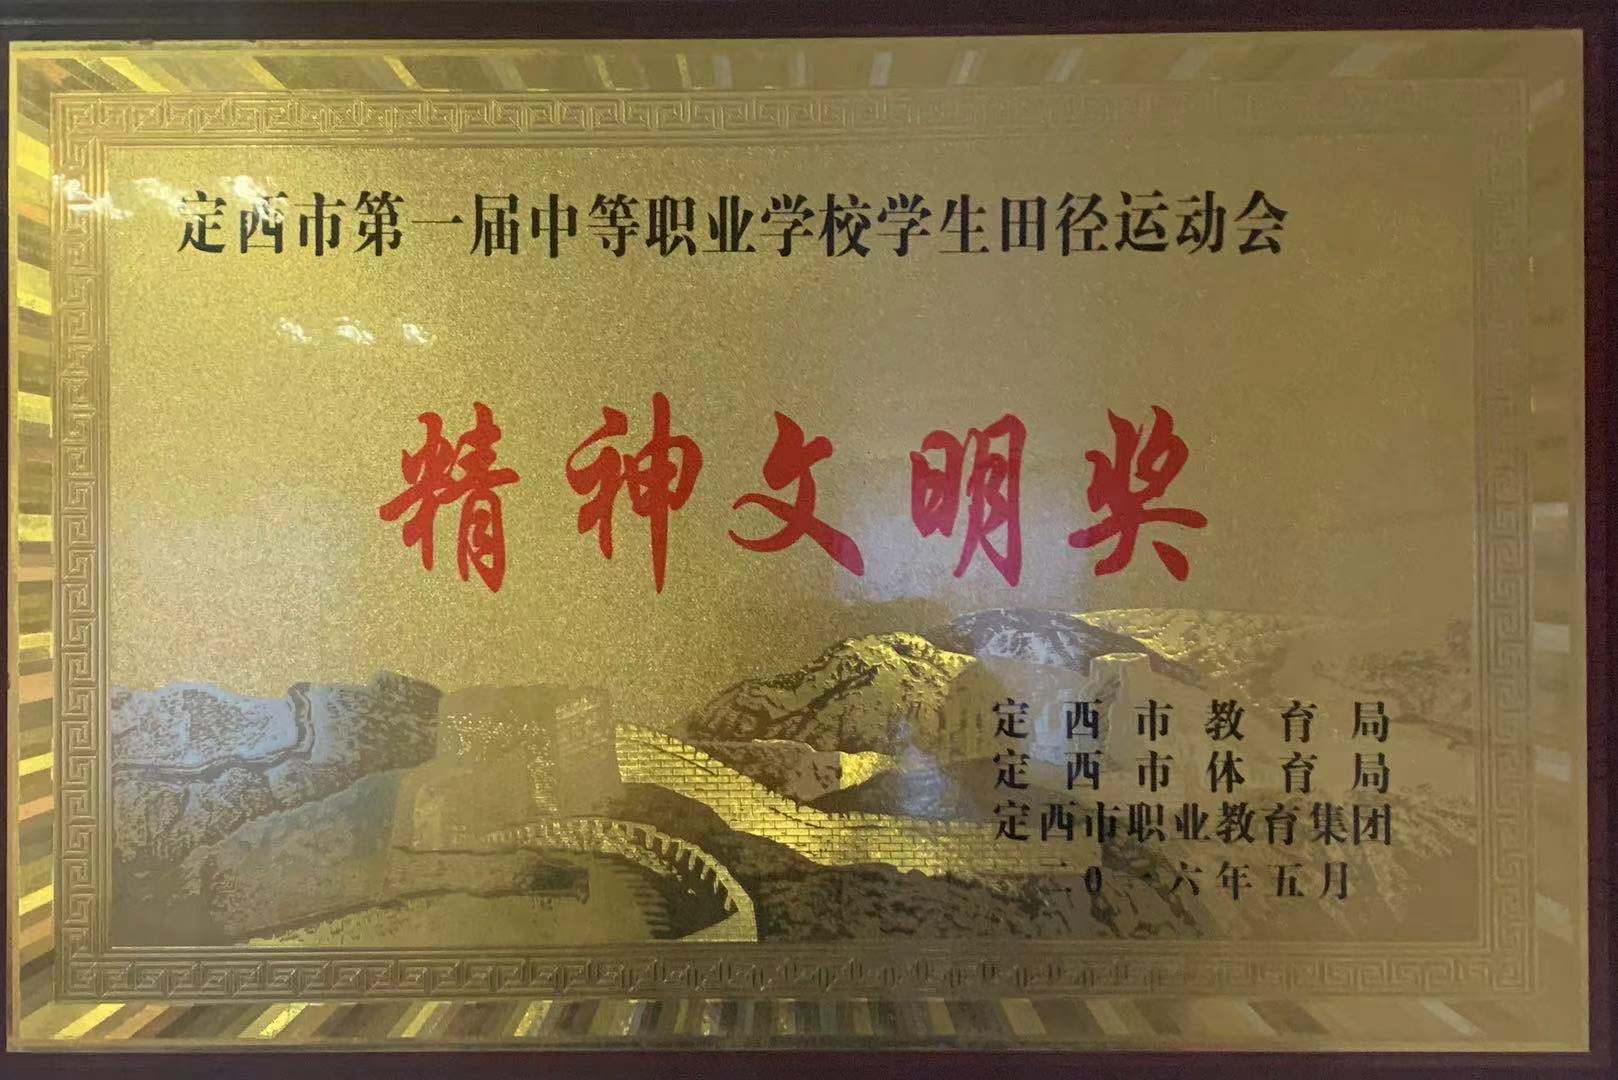 定西市第一届中等职业学校学生田径运动会
精神文明奖
定西市教育局
定西市体育局
定西市职业教育集团
二0一六年五月